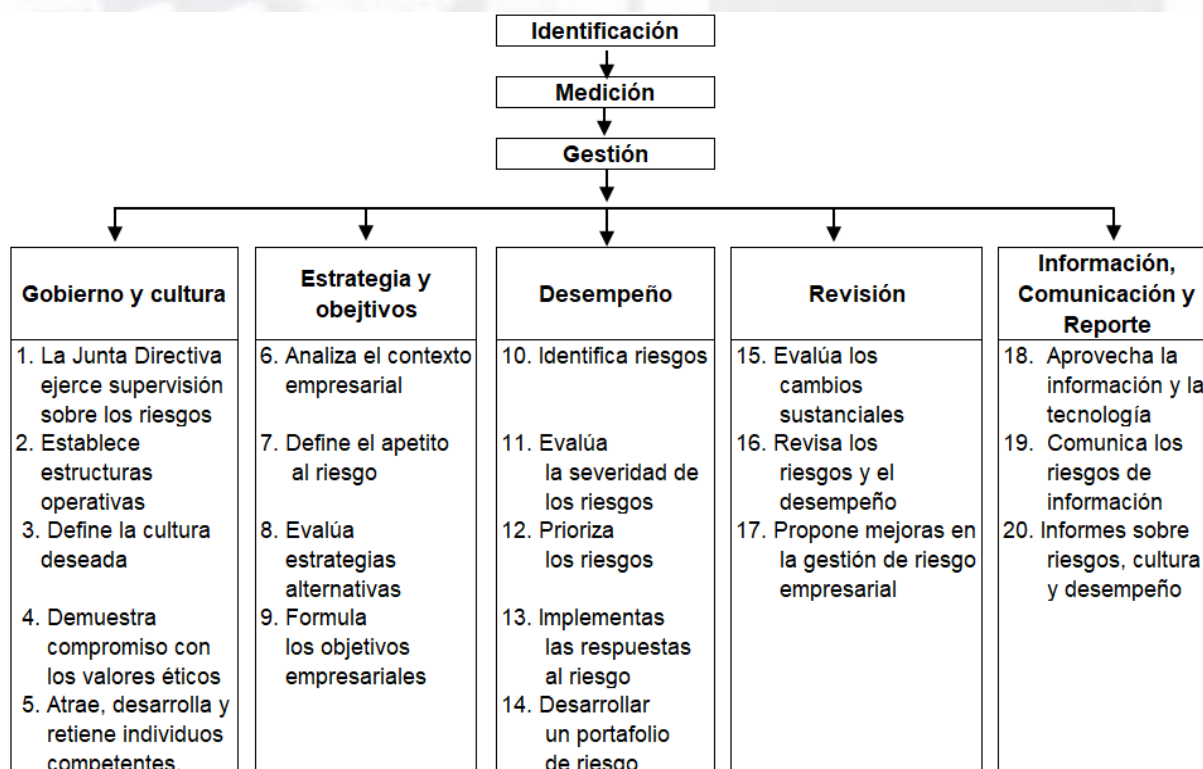 Identificación
Medición
Gestión
Gobierno y cultura
1. La Junta Directiva
ejerce supervisión
sobre los riesgos
2. Establece
estructuras
operativas
3. Define la cultura
deseada
4. Demuestra
compromiso con
los valores éticos
5. Atrae, desarrolla y
retiene individuos
competentes.
Estrategia y
obejtivos
6. Analiza el contexto
empresarial
7. Define el apetito
al riesgo
8. Evalúa
estrategias
alternativas
9. Formula
los objetivos
empresariales
Desempeño
10. Identifica riesgos
11. Evalúa
la severidad de
los riesgos
12. Prioriza
los riesgos
13. Implementas
las respuestas
al riesgo
14. Desarrollar
un portafolio
de riesgo
Revisión
15. Evalúa los
cambios
sustanciales
16. Revisa los
riesgos y el
desempeño
17. Propone mejoras en
la gestión de riesgo
empresarial
Información,
Comunicación y
Reporte
18. Aprovecha la
información y la
tecnología
19. Comunica los
riesgos de
información
20. Informes sobre
riesgos, cultura
y desempeño